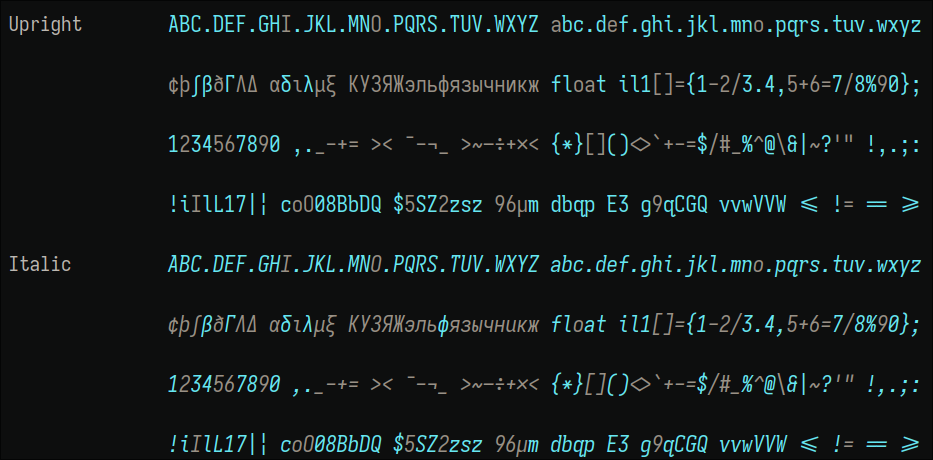 Upright ABC.DEF.GHI.JKL.MNO.PQRS.TUV.WXYZ abc.def.ghi.jkl.mno.pqrs.tuv.wxyz
¢þʃβðΓΛΔ αδιλμξ КУЗЯЖэльфязычникж float il1[]={1-2/3.4,5+6=7/8%90};
1234567890 ,._-+= >< ¯-¬_ >~-÷+×< {*}[]()<>`+-=$/#_%^@\&|~?'" !,.;:
!iIlL17|¦ coO08BbDQ $5SZ2zsz 96µm dbqp E3 g9qCGQ vvwVVW ⩽ != == ⩾
Italic ABC.DEF.GHI.JKL.MNO.PQRS.TUV.WXYZ abc.def.ghi.jkl.mno.pqrs.tuv.wxyz
¢þʃβðΓΛΔ αδιλμξ КУЗЯЖэльфязычникж float il1[]={1-2/3.4,5+6=7/8%90};
1234567890 ,._-+= >< ¯-¬_ >~-÷+×< {*}[]()<>`+-=$/#_%^@\&|~?'" !,.;:
!iIlL17|¦ coO08BbDQ $5SZ2zsz 96µm dbqp E3 g9qCGQ vvwVVW ⩽ != == ⩾